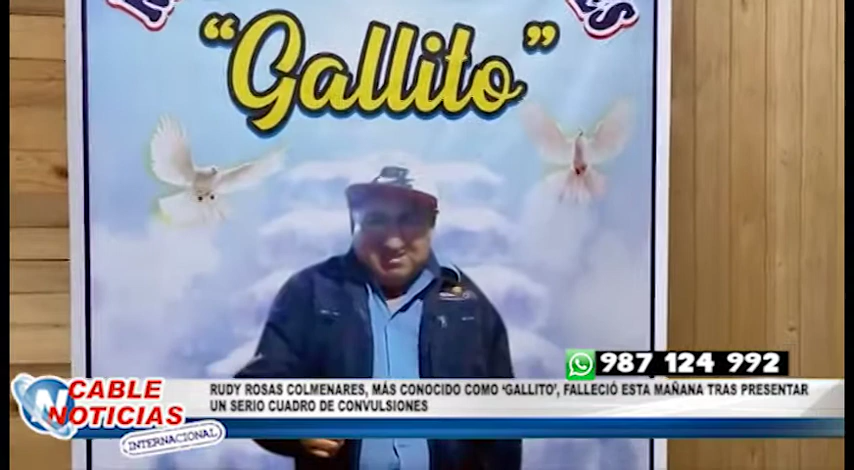 “Gallito”
987 124 992
RUDY ROSAS COLMENARES, MÁS CONOCIDO COMO ‘GALLITO’, FALLECIÓ ESTA MAÑANA TRAS PRESENTAR
UN SERIO CUADRO DE CONVULSIONES
N CABLE
NOTICIAS
INTERNACIONAL